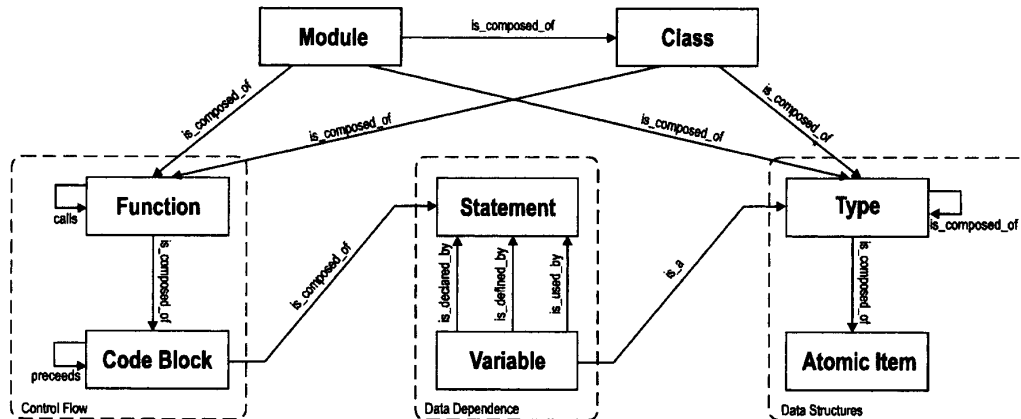 Module
is_composed_of
Class
is_composed_of
is_composed_of
is_composed_of
is_composed_of
Function
calls
is_composed_of
Code Block
preceeds
Control Flow
is_composed_of
Statement
is_declared_by
is_defined_by
is_used_by
Variable
Data Dependence
is_a
Type
is_composed_of
is_composed_of
Atomic Item
Data Structures